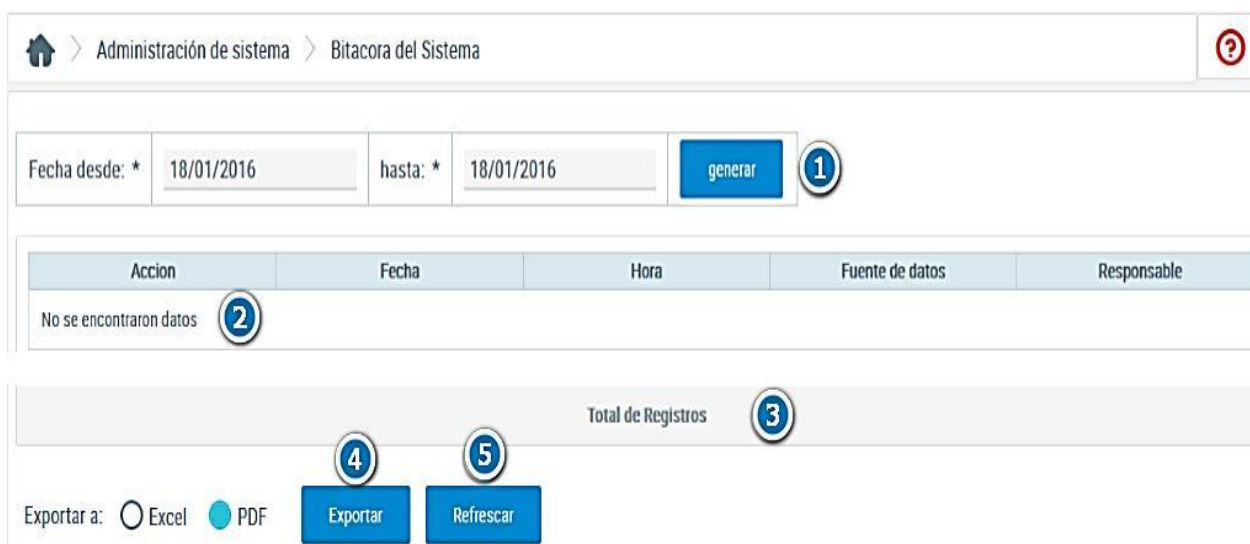 Administración de sistema > Bitacora del Sistema ?
Fecha desde: * 18/01/2016 hasta: * 18/01/2016 generar 1
Accion Fecha Hora Fuente de datos Responsable
No se encontraron datos 2
Total de Registros 3
4 5
Exportar a: Excel PDF Exportar Refrescar